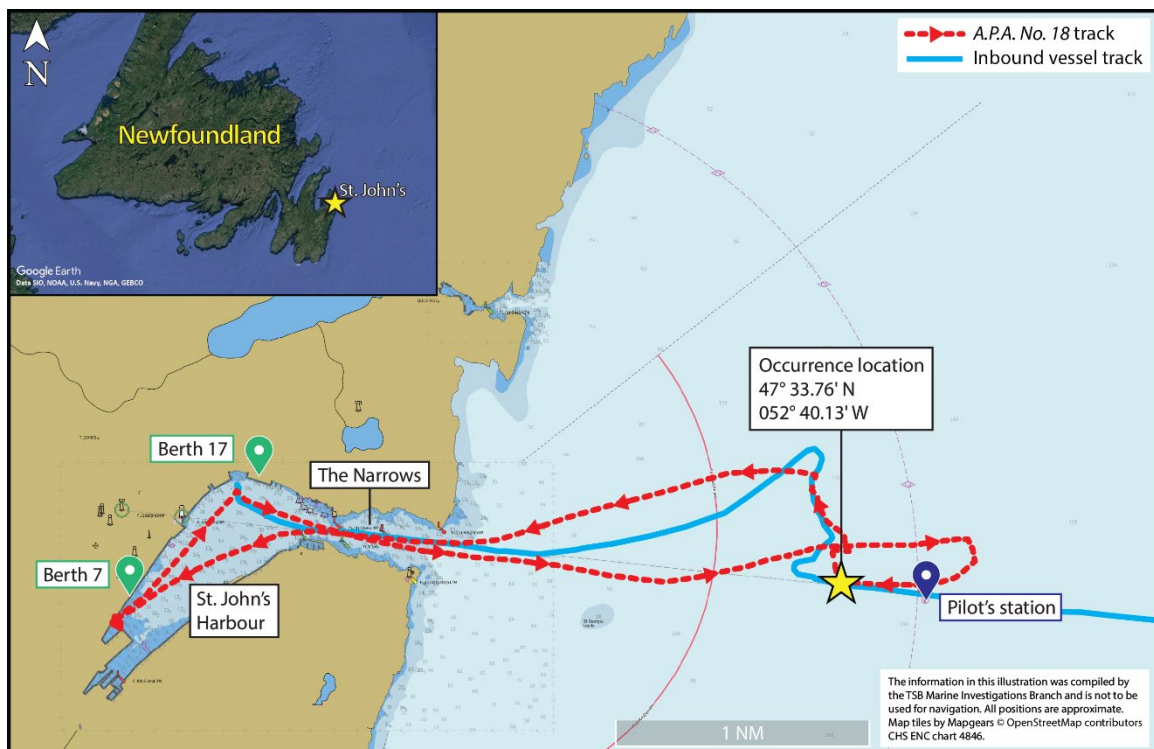 N
Newfoundland
St. John's
Google Earth
Data SIO, NOAA, U.S. Navy, NGA, GEBCO
A.P.A. No. 18 track
Inbound vessel track
Occurrence location
47° 33.76' N
052° 40.13' W
Berth 17
The Narrows
Berth 7
St. John's
Harbour
Pilot's station
1 NM
The information in this illustration was compiled by
the TSB Marine Investigations Branch and is not to be
used for navigation. All positions are approximate.
Map tiles by Mapgears © OpenStreetMap contributors
CHS ENC chart 4846.